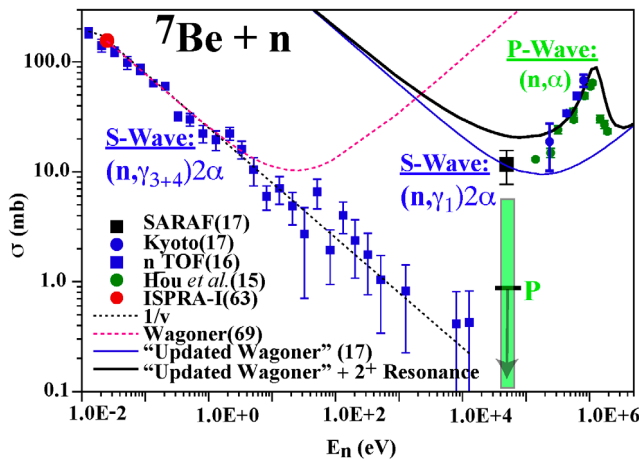 ⁷Be + n
P-Wave:
(n,α)
S-Wave:
(n,γ₃₊₄)2α
S-Wave:
(n,γ₁)2α
P
SARAF(17)
Kyoto(17)
n_TOF(16)
Hou et al.(15)
ISPRA-I(63)
1/v
Wagoner(69)
“Updated Wagoner” (17)
“Updated Wagoner” + 2⁺ Resonance
σ (mb)
100.0
10.0
1.0
0.1
1.0E-2
1.0E+0
1.0E+2
1.0E+4
1.0E+6
Eₙ (eV)